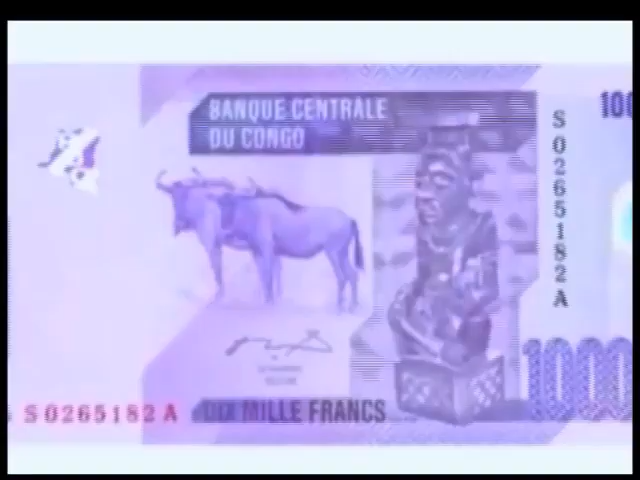 BANQUE CENTRALE
DU CONGO
S0265182A
S0265182A
DIX MILLE FRANCS